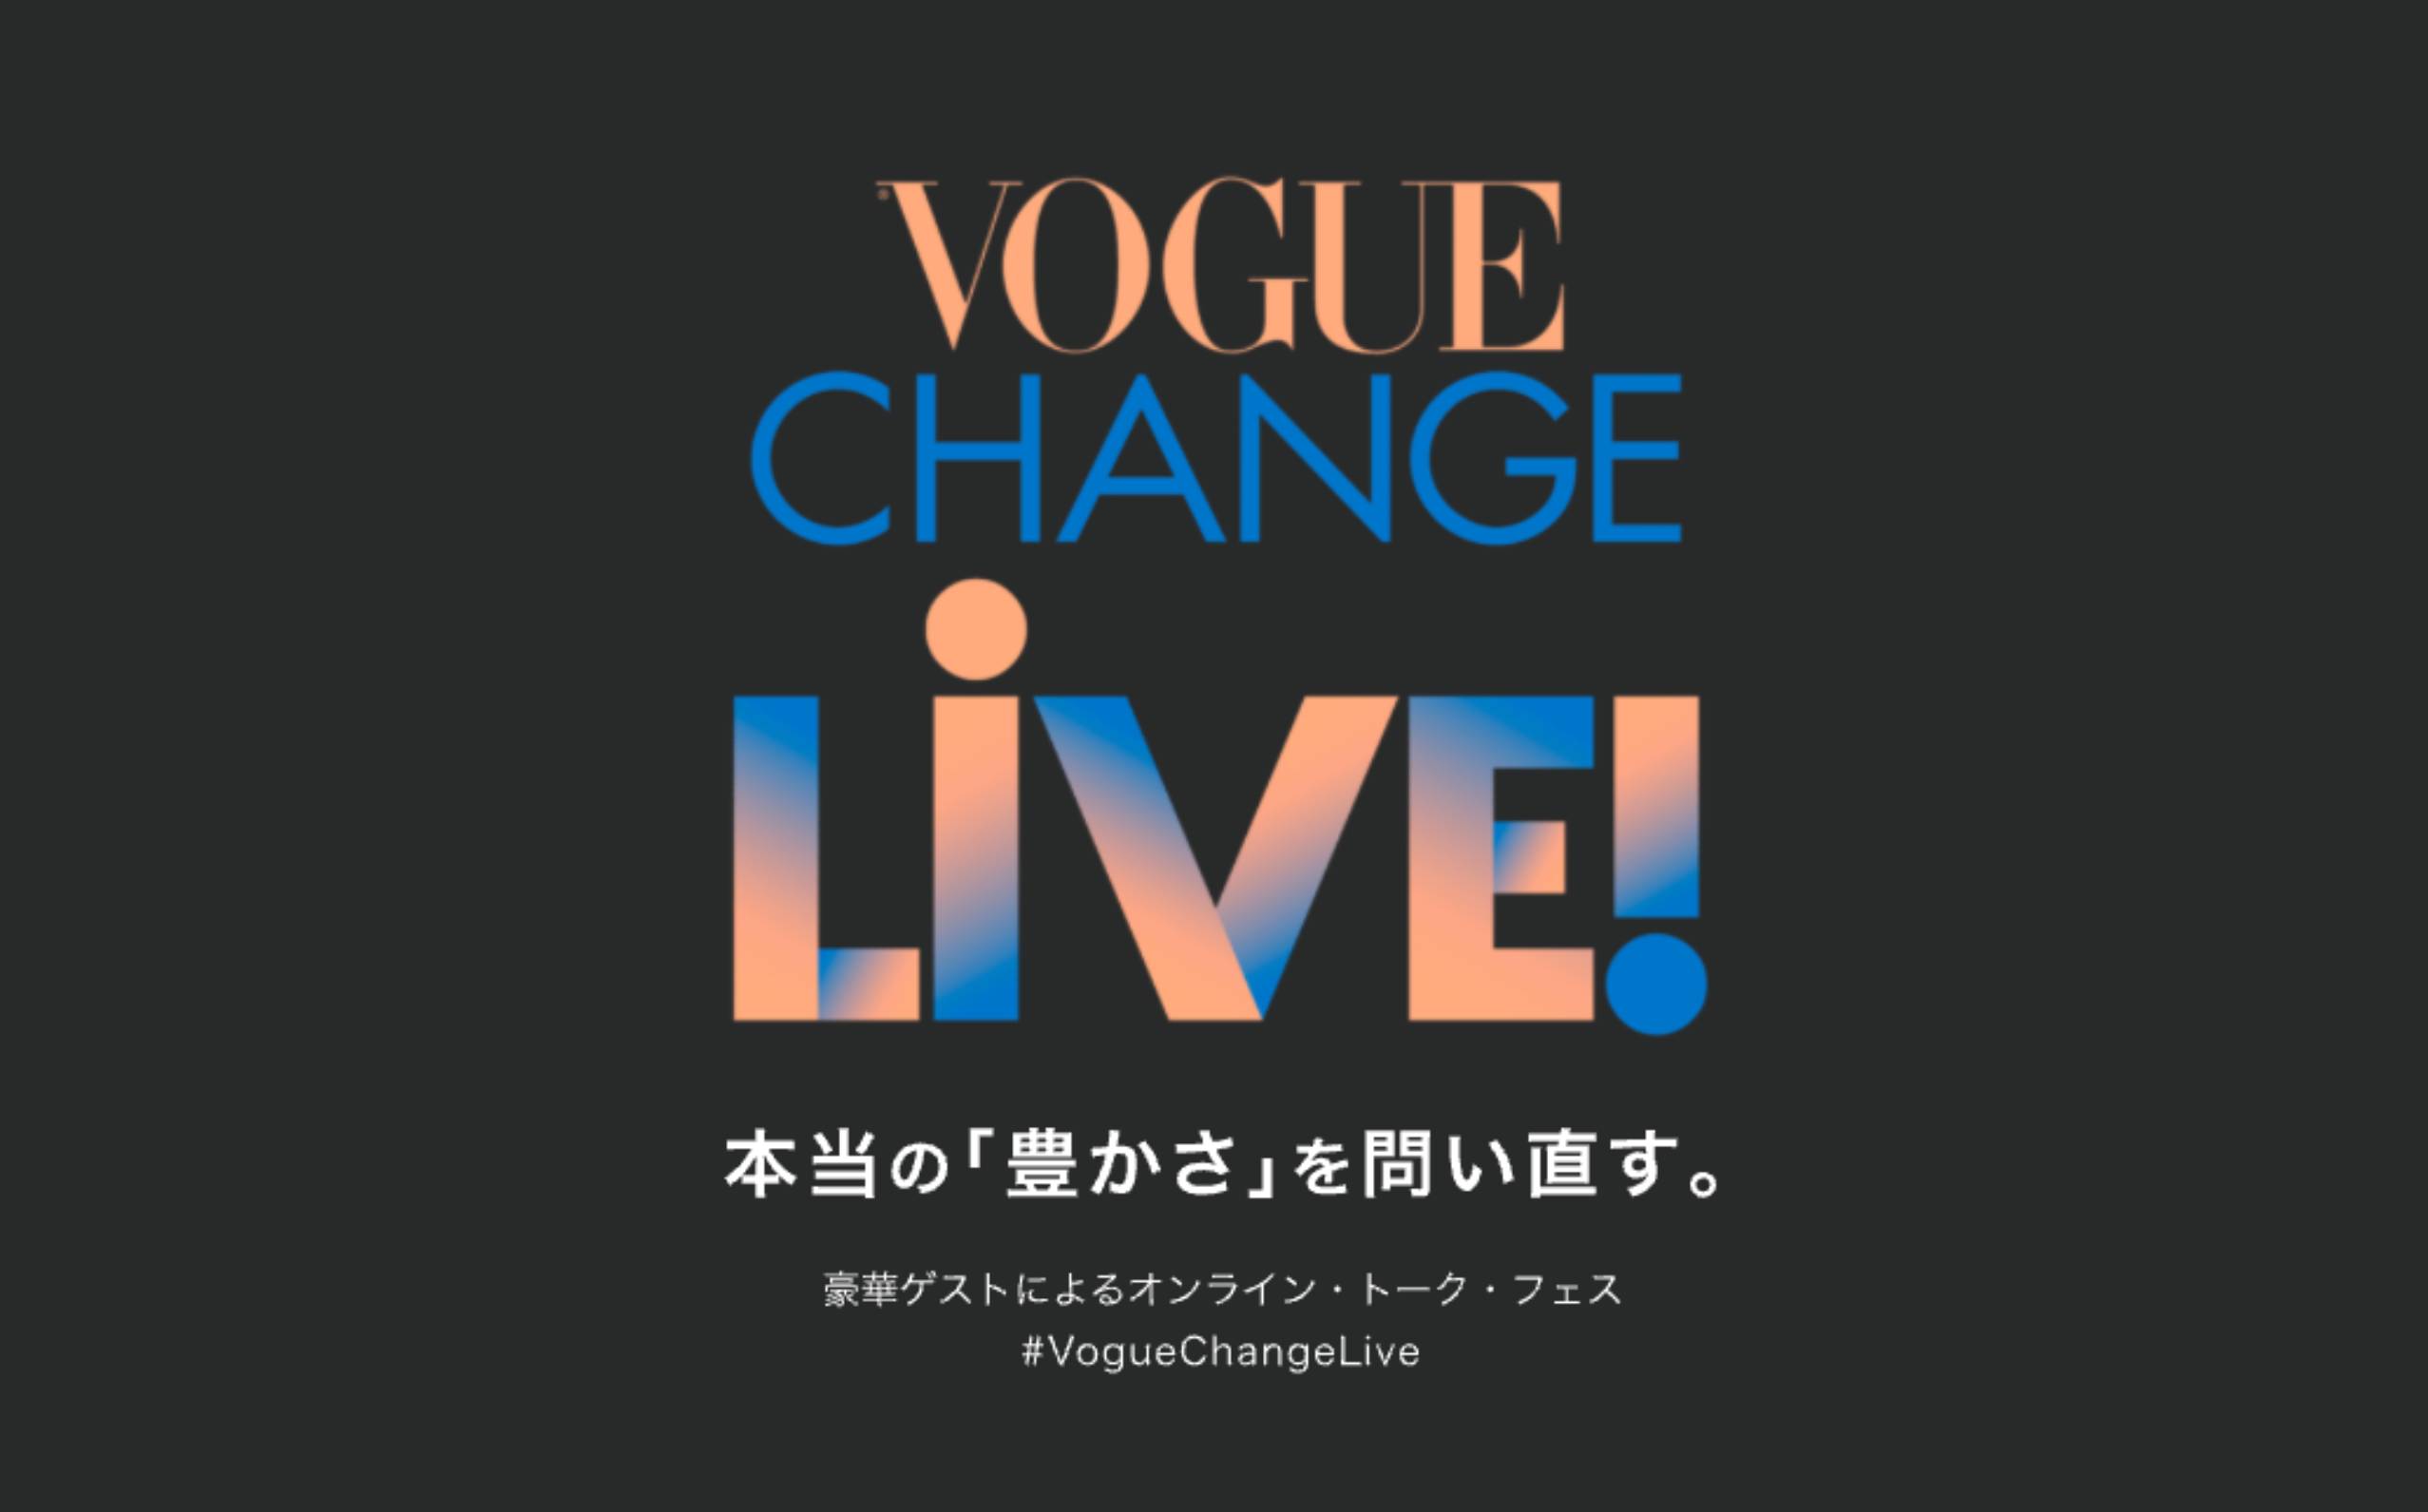 VOGUE
CHANGE
LiVE!
本当の「豊かさ」を問い直す。
豪華ゲストによるオンライン・トーク・フェス
#VogueChangeLive